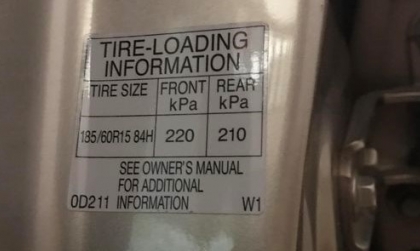 TIRE-LOADING
INFORMATION
TIRE SIZE FRONT kPa REAR kPa
185/60R15 84H 220 210
SEE OWNER'S MANUAL
FOR ADDITIONAL
0D211 INFORMATION W1